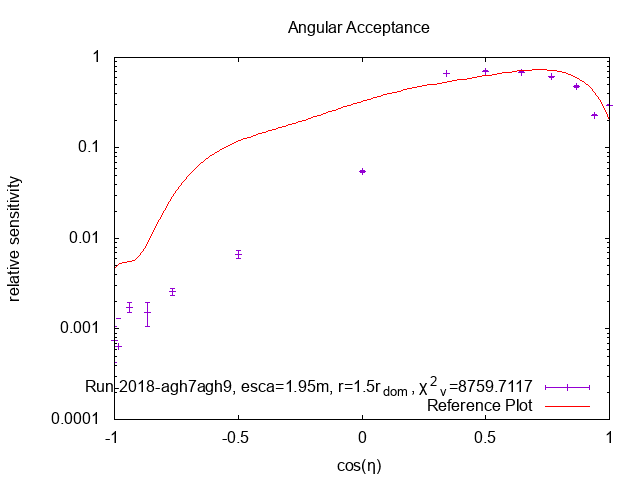 Angular Acceptance
relative sensitivity
1
0.1
0.01
0.001
0.0001
Run-2018-agh7agh9, esca=1.95m, r=1.5r_dom, χ²_v=8759.7117
Reference Plot
-1 -0.5 0 0.5 1
cos(η)